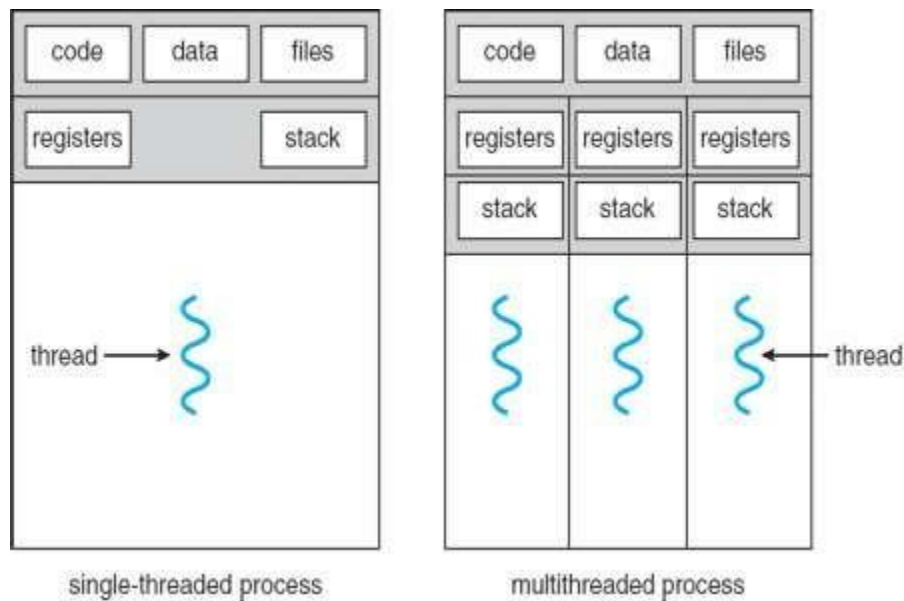 code data files
registers stack
thread
single-threaded process
code data files
registers registers registers
stack stack stack
thread
multithreaded process